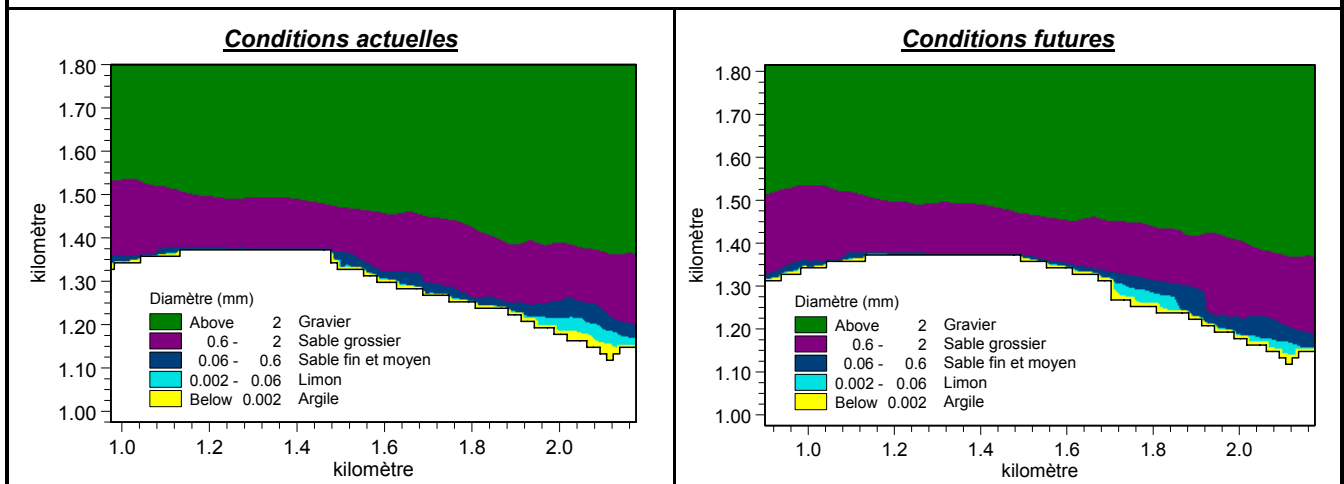 Conditions actuelles
1.80
1.70
1.60
1.50
1.40
1.30
1.20
1.10
1.00
kilomètre
Diamètre (mm)
Above 2 Gravier
0.6 - 2 Sable grossier
0.06 - 0.6 Sable fin et moyen
0.002 - 0.06 Limon
Below 0.002 Argile
1.0 1.2 1.4 1.6 1.8 2.0
kilomètre
Conditions futures
1.80
1.70
1.60
1.50
1.40
1.30
1.20
1.10
1.00
kilomètre
Diamètre (mm)
Above 2 Gravier
0.6 - 2 Sable grossier
0.06 - 0.6 Sable fin et moyen
0.002 - 0.06 Limon
Below 0.002 Argile
1.0 1.2 1.4 1.6 1.8 2.0
kilomètre